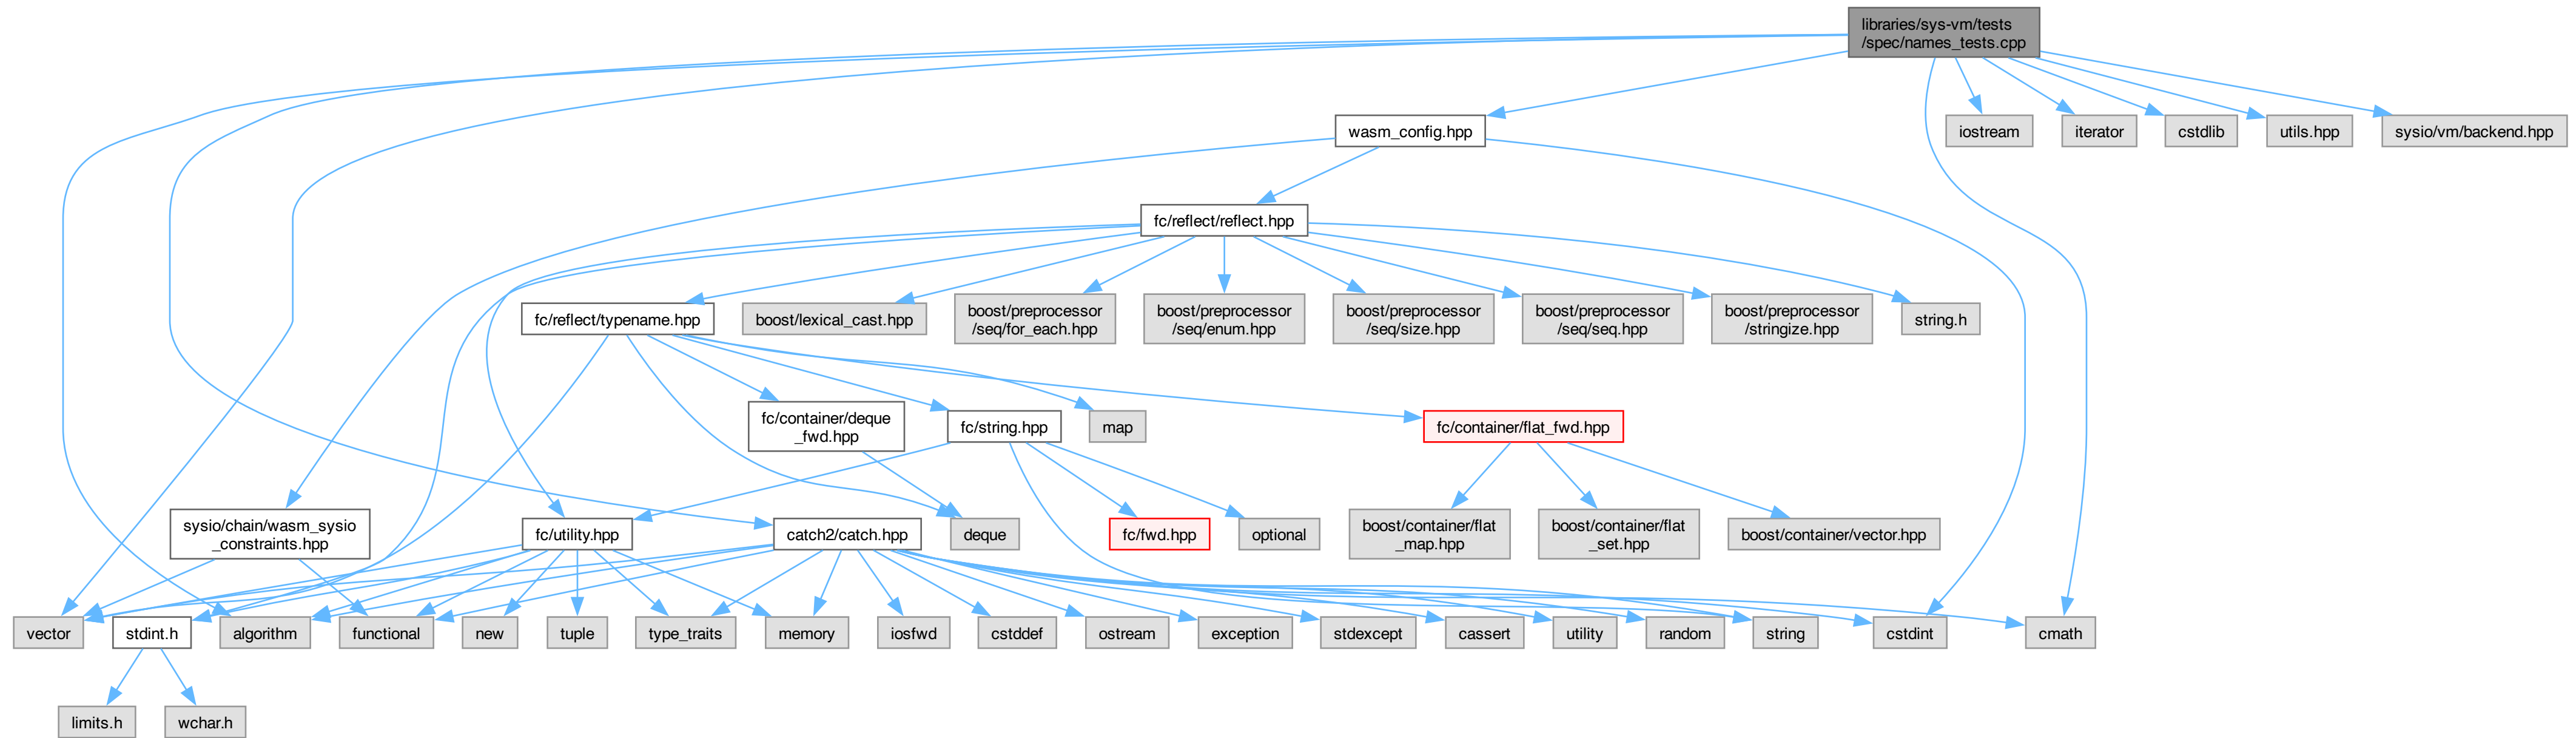 libraries/sys-vm/tests
/spec/names_tests.cpp
wasm_config.hpp
iostream
iterator
cstdlib
utils.hpp
sysio/vm/backend.hpp
fc/reflect/reflect.hpp
fc/reflect/typename.hpp
boost/lexical_cast.hpp
boost/preprocessor
/seq/for_each.hpp
boost/preprocessor
/seq/enum.hpp
boost/preprocessor
/seq/size.hpp
boost/preprocessor
/seq/seq.hpp
boost/preprocessor
/stringize.hpp
string.h
fc/container/deque
_fwd.hpp
fc/string.hpp
map
fc/container/flat_fwd.hpp
sysio/chain/wasm_sysio
_constraints.hpp
fc/utility.hpp
catch2/catch.hpp
deque
fc/fwd.hpp
optional
boost/container/flat
_map.hpp
boost/container/flat
_set.hpp
boost/container/vector.hpp
vector
stdint.h
algorithm
functional
new
tuple
type_traits
memory
iosfwd
cstddef
ostream
exception
stdexcept
cassert
utility
random
string
cstdint
cmath
limits.h
wchar.h